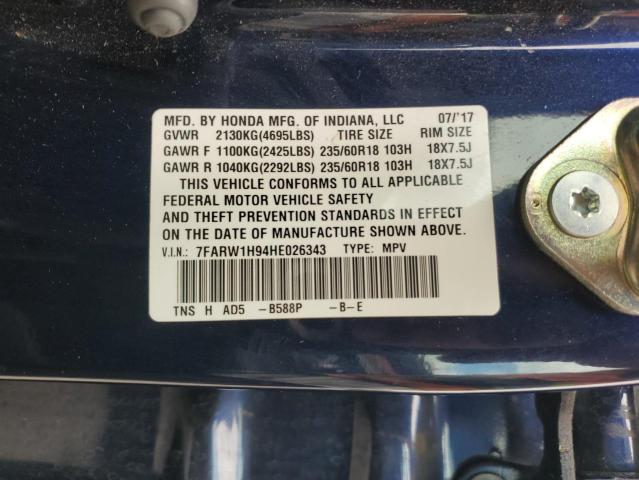 MFD. BY HONDA MFG. OF INDIANA, LLC 07/'17
GVWR 2130KG(4695LBS) TIRE SIZE RIM SIZE
GAWR F 1100KG(2425LBS) 235/60R18 103H 18X7.5J
GAWR R 1040KG(2292LBS) 235/60R18 103H 18X7.5J
THIS VEHICLE CONFORMS TO ALL APPLICABLE
FEDERAL MOTOR VEHICLE SAFETY
AND THEFT PREVENTION STANDARDS IN EFFECT
ON THE DATE OF MANUFACTURE SHOWN ABOVE.
V.I.N.: 7FARW1H94HE026343 TYPE: MPV
TNS H AD5 -B588P -B-E